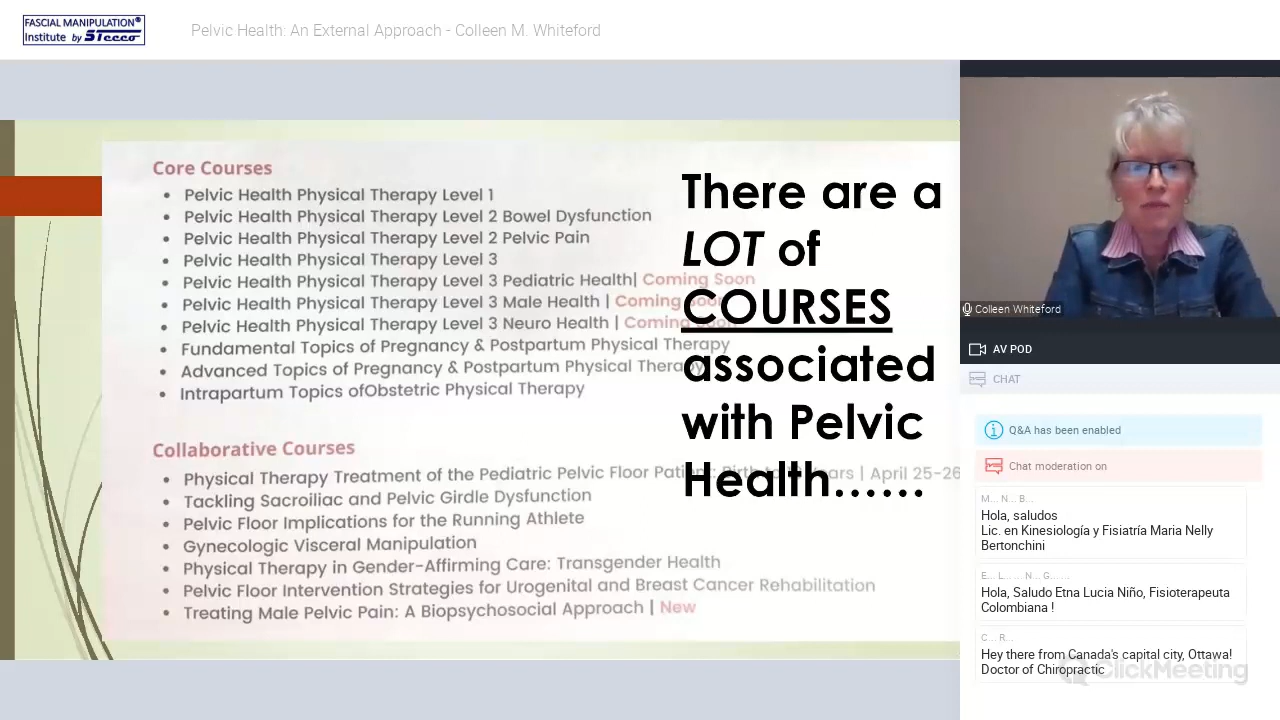 FASCIAL MANIPULATION®
Institute by Stecco
Pelvic Health: An External Approach - Colleen M. Whiteford
Core Courses
• Pelvic Health Physical Therapy Level 1
• Pelvic Health Physical Therapy Level 2 Bowel Dysfunction
• Pelvic Health Physical Therapy Level 2 Pelvic Pain
• Pelvic Health Physical Therapy Level 3
• Pelvic Health Physical Therapy Level 3 Pediatric Health| Coming Soon
• Pelvic Health Physical Therapy Level 3 Male Health | Coming Soon
• Pelvic Health Physical Therapy Level 3 Neuro Health | Coming Soon
• Fundamental Topics of Pregnancy & Postpartum Physical Therapy
• Advanced Topics of Pregnancy & Postpartum Physical Therapy
• Intrapartum Topics ofObstetric Physical Therapy
Collaborative Courses
• Physical Therapy Treatment of the Pediatric Pelvic Floor Patient: Birth to Years | April 25-26
• Tackling Sacroiliac and Pelvic Girdle Dysfunction
• Pelvic Floor Implications for the Running Athlete
• Gynecologic Visceral Manipulation
• Physical Therapy in Gender-Affirming Care: Transgender Health
• Pelvic Floor Intervention Strategies for Urogenital and Breast Cancer Rehabilitation
• Treating Male Pelvic Pain: A Biopsychosocial Approach | New
There are a
LOT of
COURSES
associated
with Pelvic
Health......
Colleen Whiteford
AV POD
CHAT
Q&A has been enabled
Chat moderation on
M... N... B...
Hola, saludos
Lic. en Kinesiología y Fisiatría Maria Nelly
Bertonchini
E... L..... N... G......
Hola, Saludo Etna Lucia Niño, Fisioterapeuta
Colombiana !
C... R...
Hey there from Canada's capital city, Ottawa!
Doctor of Chiropractic
ClickMeeting